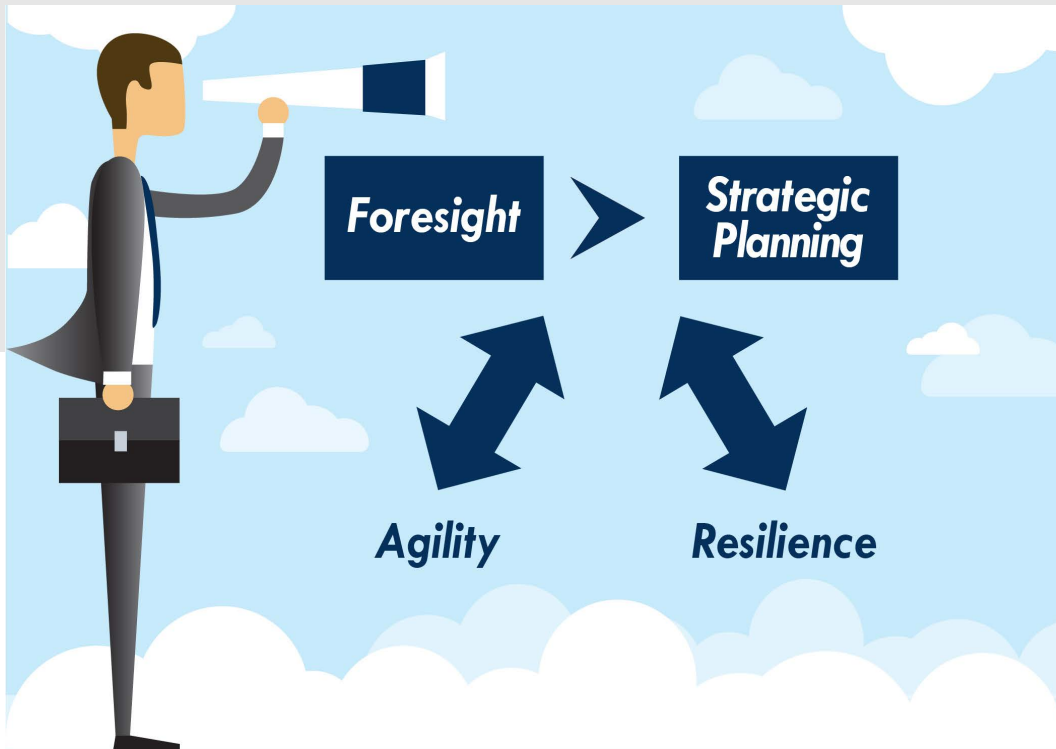 Foresight
Strategic
Planning
Agility
Resilience